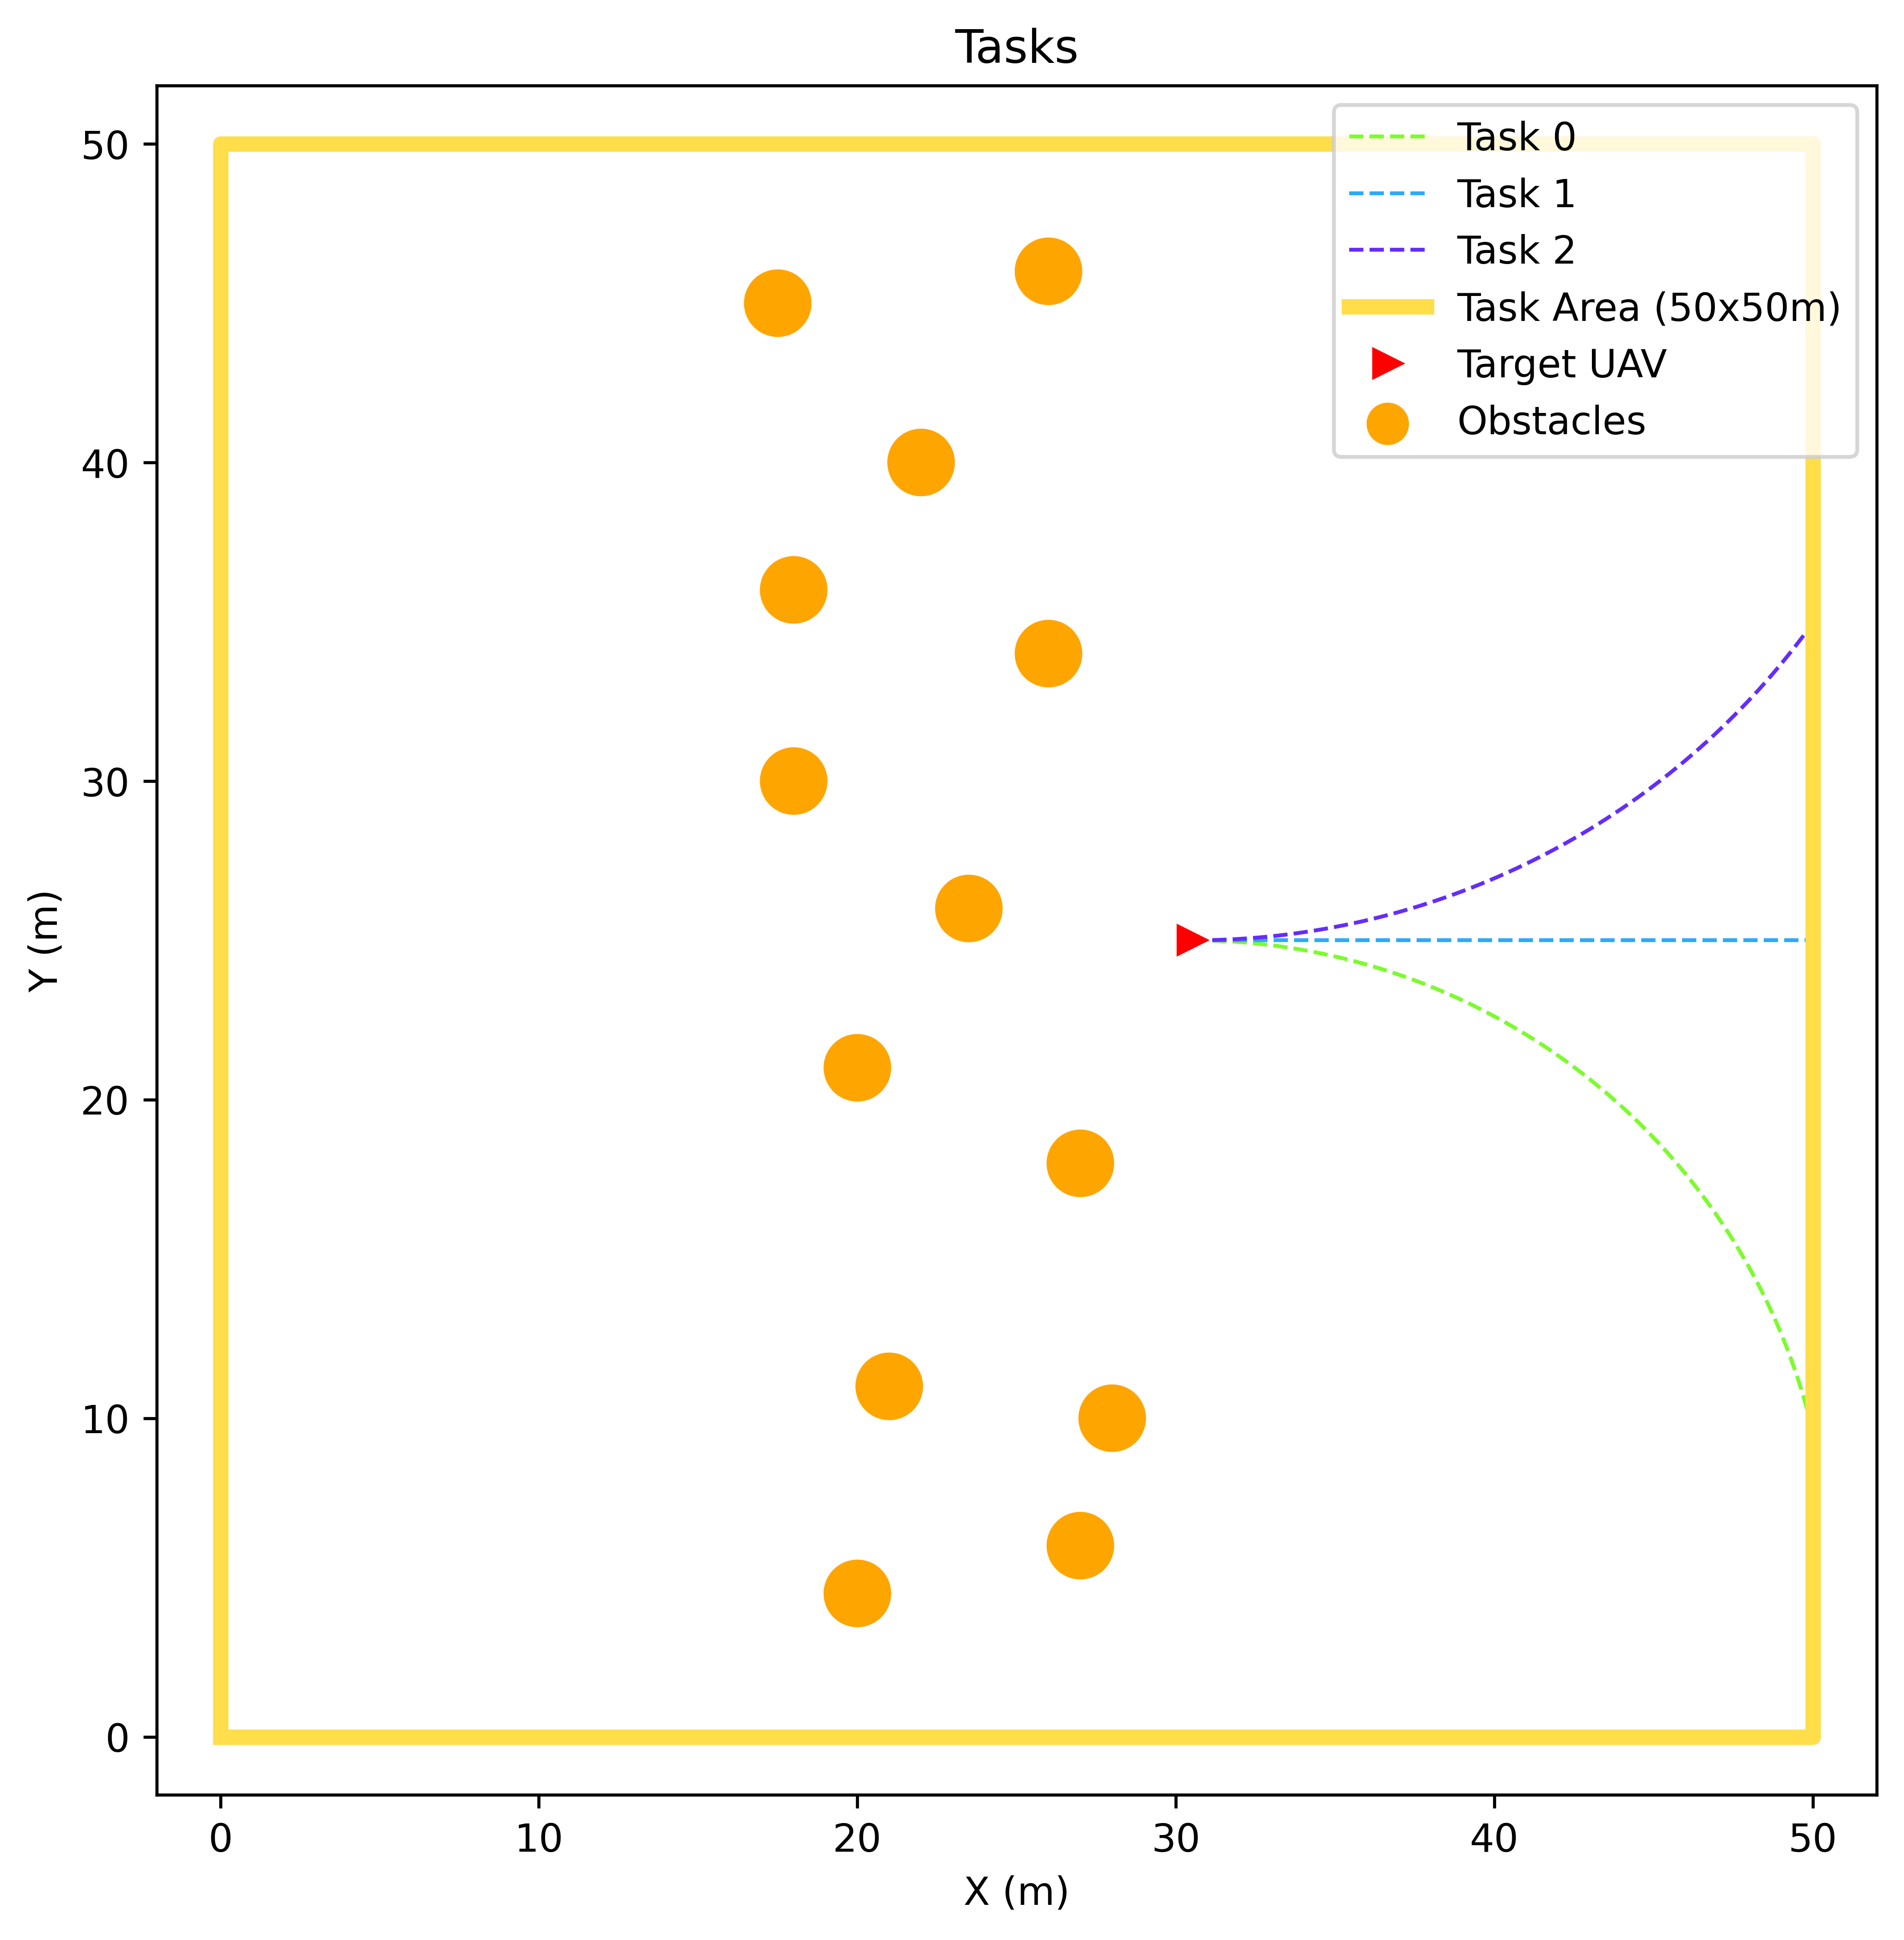 Tasks
Task 0
Task 1
Task 2
Task Area (50x50m)
Target UAV
Obstacles
50
40
30
20
10
0
Y (m)
0 10 20 30 40 50
X (m)